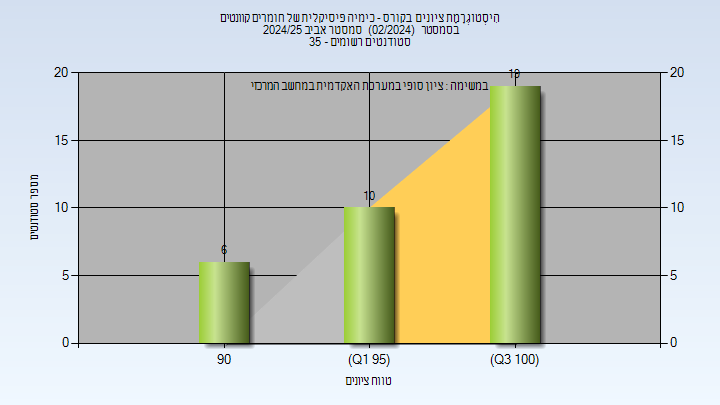 היסטוגרמת ציונים בקורס - כימיה פיסיקלית של חומרים קוונטים
בסמסטר (02/2024) סמסטר אביב 2024/25
סטודנטים רשומים - 35
במשימה : ציון סופי במערכת האקדמית במחשב המרכזי
20
15
10
5
0
20
15
10
5
0
6
10
19
90
(Q1 95)
(Q3 100)
מספר סטודנטים
טווח ציונים